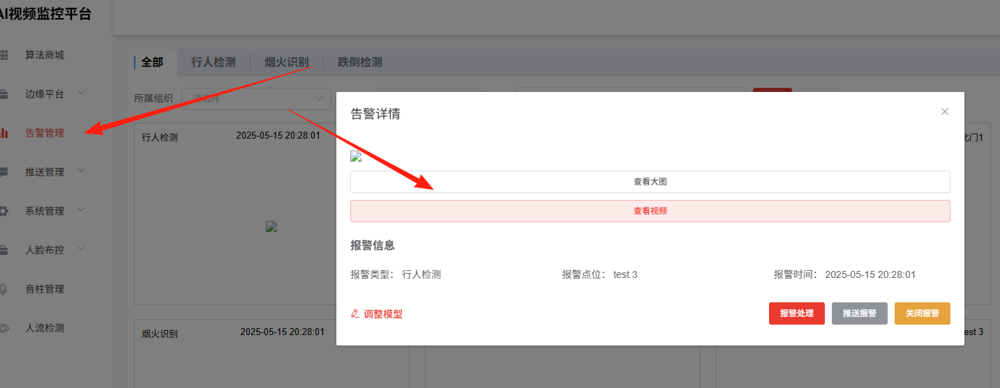 AI视频监控平台
算法商城
边缘平台
告警管理
推送管理
系统管理
人脸布控
音柱管理
人流检测
全部 行人检测 烟火识别 跌倒检测
所属组织 请选择
行人检测 2025-05-15 20:28:01
北门1
烟火识别 2025-05-15 20:28:01
est 3
告警详情
查看大图
查看视频
报警信息
报警类型： 行人检测 报警点位： test 3 报警时间： 2025-05-15 20:28:01
调整模型 报警处理 推送报警 关闭报警